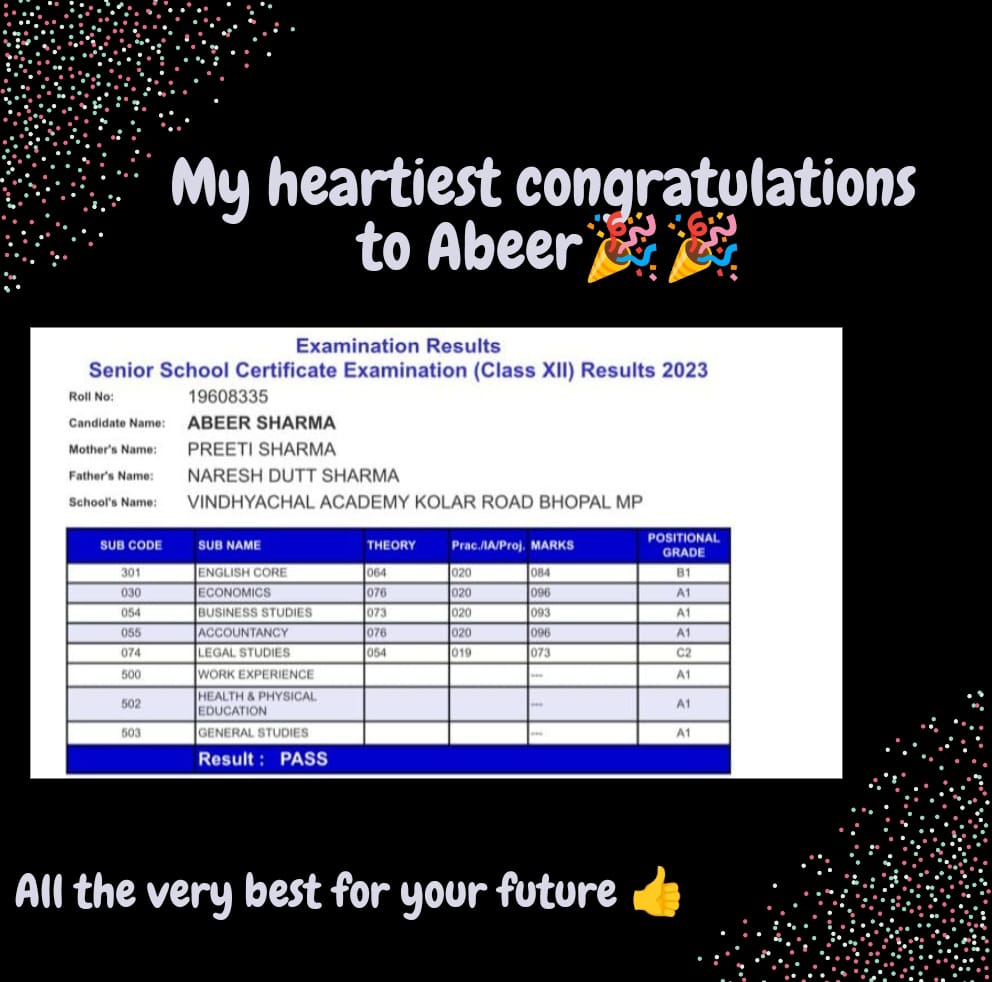 My heartiest congratulations
to Abeer🎉🎉
Examination Results
Senior School Certificate Examination (Class XII) Results 2023
Roll No: 19608335
Candidate Name: ABEER SHARMA
Mother's Name: PREETI SHARMA
Father's Name: NARESH DUTT SHARMA
School's Name: VINDHYACHAL ACADEMY KOLAR ROAD BHOPAL MP
SUB CODE SUB NAME THEORY Prac./IA/Proj. MARKS POSITIONAL GRADE
301 ENGLISH CORE 064 020 084 B1
030 ECONOMICS 076 020 096 A1
054 BUSINESS STUDIES 073 020 093 A1
055 ACCOUNTANCY 076 020 096 A1
074 LEGAL STUDIES 054 019 073 C2
500 WORK EXPERIENCE --- A1
502 HEALTH & PHYSICAL EDUCATION --- A1
503 GENERAL STUDIES --- A1
Result : PASS
All the very best for your future 👍